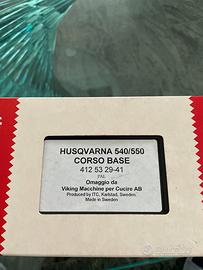 HUSQVARNA 540/550
CORSO BASE
412 53 29-41
PAL
Omaggio da
Viking Macchine per Cucire AB
Produced by ITC, Karlstad, Sweden.
Made in Sweden